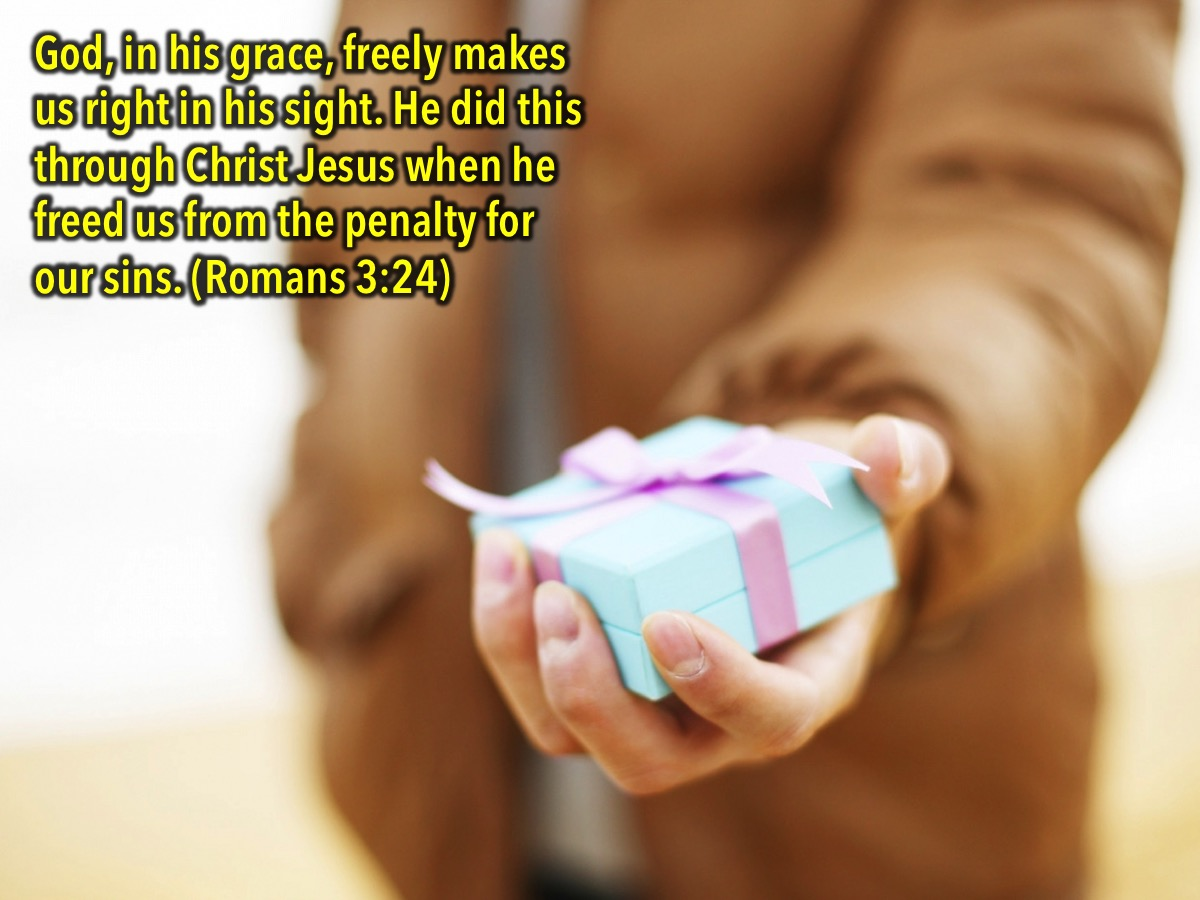 God, in his grace, freely makes
us right in his sight. He did this
through Christ Jesus when he
freed us from the penalty for
our sins. (Romans 3:24)